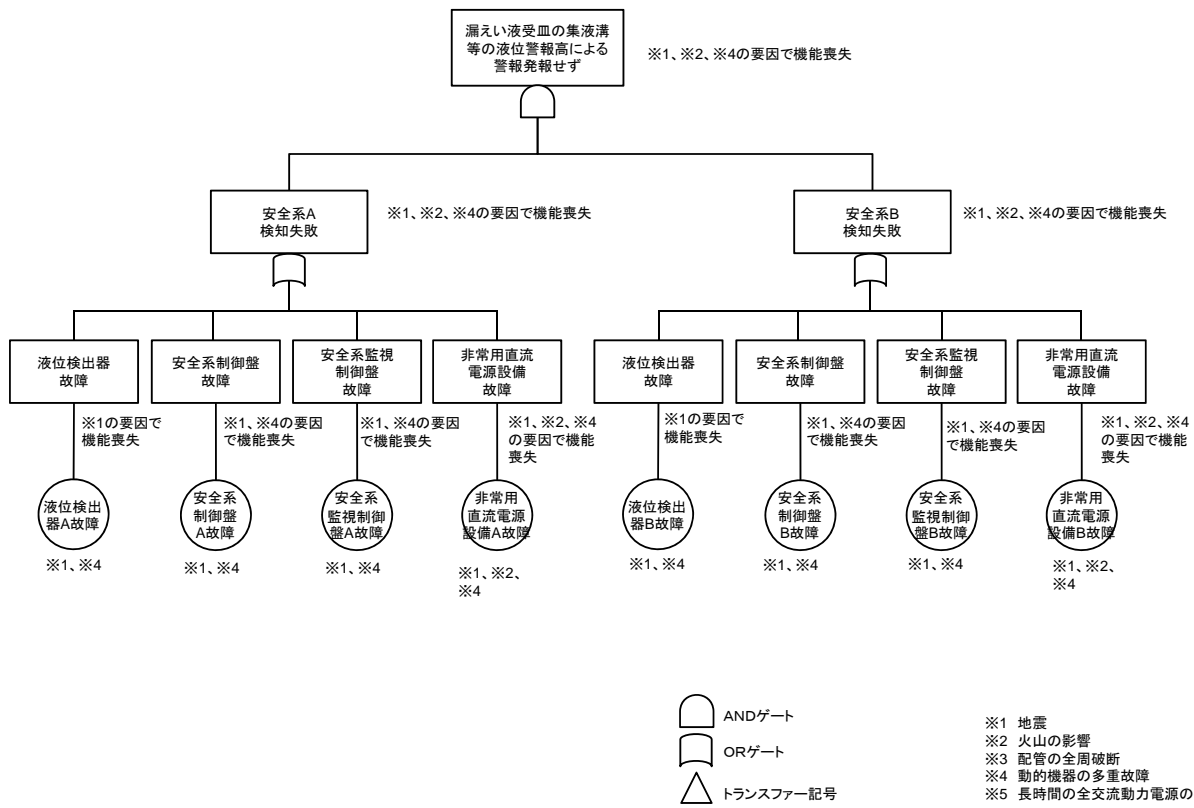 漏えい液受皿の集液溝
等の液位警報高による
警報発報せず
※1、※2、※4の要因で機能喪失
安全系A
検知失敗
※1、※2、※4の要因で機能喪失
安全系B
検知失敗
※1、※2、※4の要因で機能喪失
液位検出器
故障
安全系制御盤
故障
安全系監視
制御盤
故障
非常用直流
電源設備
故障
液位検出器
故障
安全系制御盤
故障
安全系監視
制御盤
故障
非常用直流
電源設備
故障
※1の要因で
機能喪失
※1、※4の要因
で機能喪失
※1、※4の要因
で機能喪失
※1、※2、※4
の要因で機能
喪失
※1の要因で
機能喪失
※1、※4の要因
で機能喪失
※1、※4の要因
で機能喪失
※1、※2、※4
の要因で機能
喪失
液位検出
器A故障
安全系
制御盤
A故障
安全系
監視制御
盤A故障
非常用
直流電源
設備A故障
液位検出
器B故障
安全系
制御盤
B故障
安全系
監視制御
盤B故障
非常用
直流電源
設備B故障
※1、※4
※1、※4
※1、※4
※1、※2、
※4
※1、※4
※1、※4
※1、※4
※1、※2、
※4
ANDゲート
ORゲート
トランスファー記号
※1 地震
※2 火山の影響
※3 配管の全周破断
※4 動的機器の多重故障
※5 長時間の全交流動力電源の